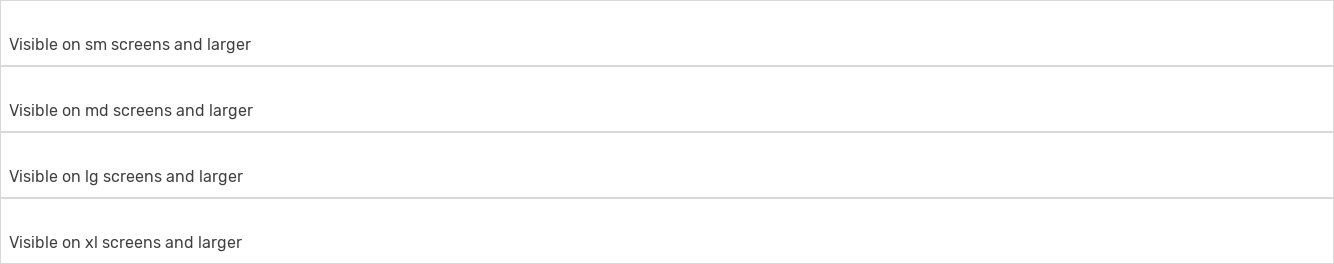 Visible on sm screens and larger
Visible on md screens and larger
Visible on lg screens and larger
Visible on xl screens and larger